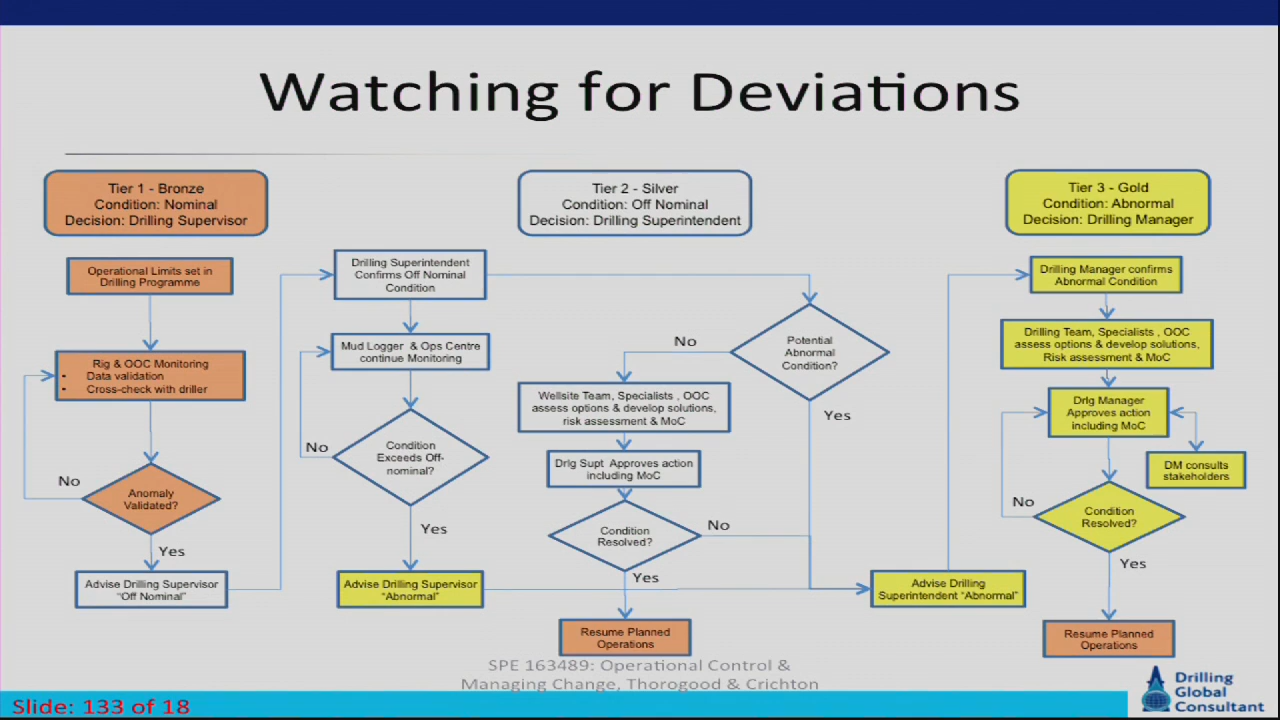 Watching for Deviations
Tier 1 - Bronze
Condition: Nominal
Decision: Drilling Supervisor
Tier 2 - Silver
Condition: Off Nominal
Decision: Drilling Superintendent
Tier 3 - Gold
Condition: Abnormal
Decision: Drilling Manager
Operational Limits set in
Drilling Programme
Rig & OOC Monitoring
• Data validation
• Cross-check with driller
No
Anomaly
Validated?
Yes
Advise Drilling Supervisor
“Off Nominal”
Drilling Superintendent
Confirms Off Nominal
Condition
Mud Logger & Ops Centre
continue Monitoring
No
Condition
Exceeds Off-
nominal?
Yes
Advise Drilling Supervisor
“Abnormal”
Potential
Abnormal
Condition?
No
Yes
Wellsite Team, Specialists , OOC
assess options & develop solutions,
risk assessment & MoC
Drlg Supt Approves action
including MoC
Condition
Resolved?
No
Yes
Resume Planned
Operations
Advise Drilling
Superintendent “Abnormal”
Drilling Manager confirms
Abnormal Condition
Drilling Team, Specialists , OOC
assess options & develop solutions,
Risk assessment & MoC
Drlg Manager
Approves action
including MoC
DM consults
stakeholders
No
Condition
Resolved?
Yes
Resume Planned
Operations
SPE 163489: Operational Control &
Managing Change, Thorogood & Crichton
Slide: 133 of 18
Drilling
Global
Consultant